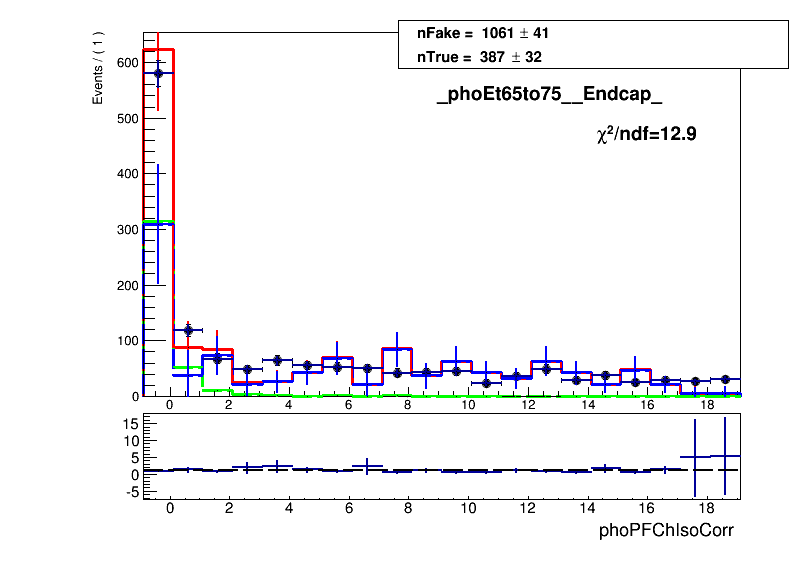 nFake = 1061 ± 41
nTrue = 387 ± 32
_phoEt65to75__Endcap_
χ²/ndf=12.9
Events / ( 1 )
600
500
400
300
200
100
0
0 2 4 6 8 10 12 14 16 18
15
10
5
0
-5
0 2 4 6 8 10 12 14 16 18
phoPFChIsoCorr